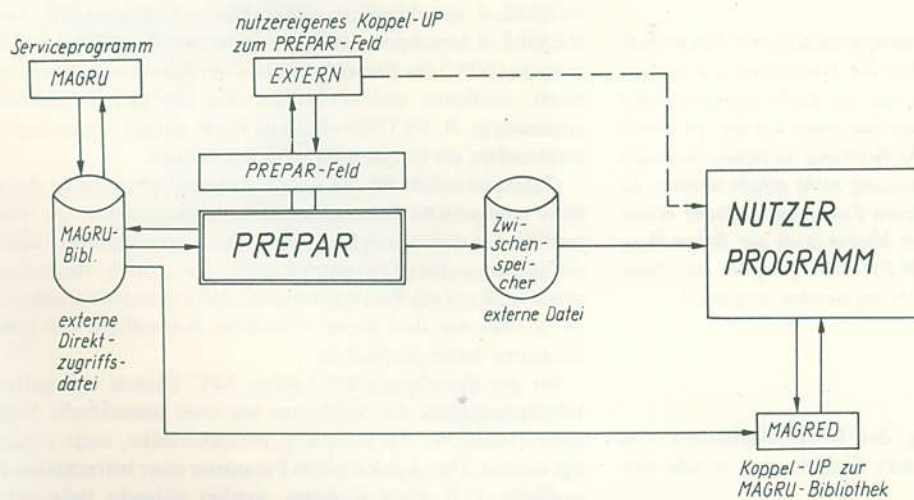 nutzereigenes Koppel-UP
zum PREPAR-Feld
Serviceprogramm
MAGRU
EXTERN
PREPAR-Feld
MAGRU-
Bibl.
PREPAR
Zwi-
schen-
spei-
cher
NUTZER
PROGRAMM
externe
Direkt-
zugriffs-
datei
externe Datei
MAGRED
Koppel-UP zur
MAGRU-Bibliothek